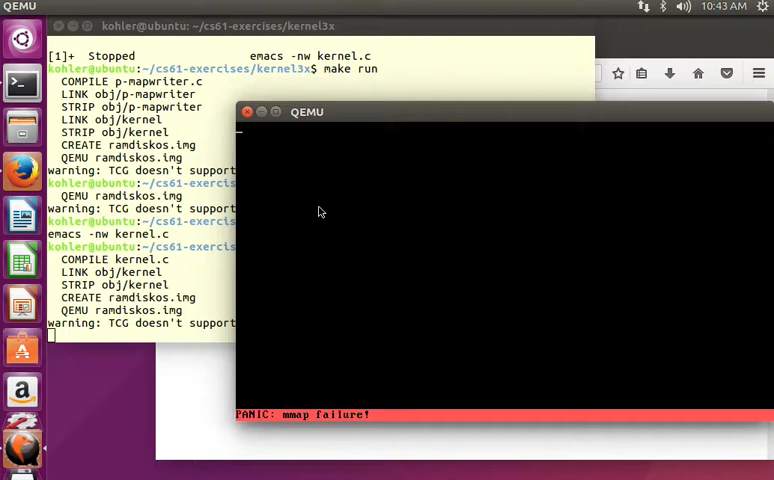 QEMU
10:43 AM
kohler@ubuntu: ~/cs61-exercises/kernel3x
[1]+  Stopped                 emacs -nw kernel.c
kohler@ubuntu:~/cs61-exercises/kernel3x$ make run
COMPILE p-mapwriter.c
LINK obj/p-mapwriter
STRIP obj/p-mapwriter
LINK obj/kernel
STRIP obj/kernel
CREATE ramdiskos.img
QEMU ramdiskos.img
warning: TCG doesn't support
kohler@ubuntu:~/cs61-exercis
QEMU ramdiskos.img
warning: TCG doesn't support
kohler@ubuntu:~/cs61-exercis
emacs -nw kernel.c
kohler@ubuntu:~/cs61-exercis
COMPILE kernel.c
LINK obj/kernel
STRIP obj/kernel
CREATE ramdiskos.img
QEMU ramdiskos.img
warning: TCG doesn't support
QEMU
PANIC: mmap failure!